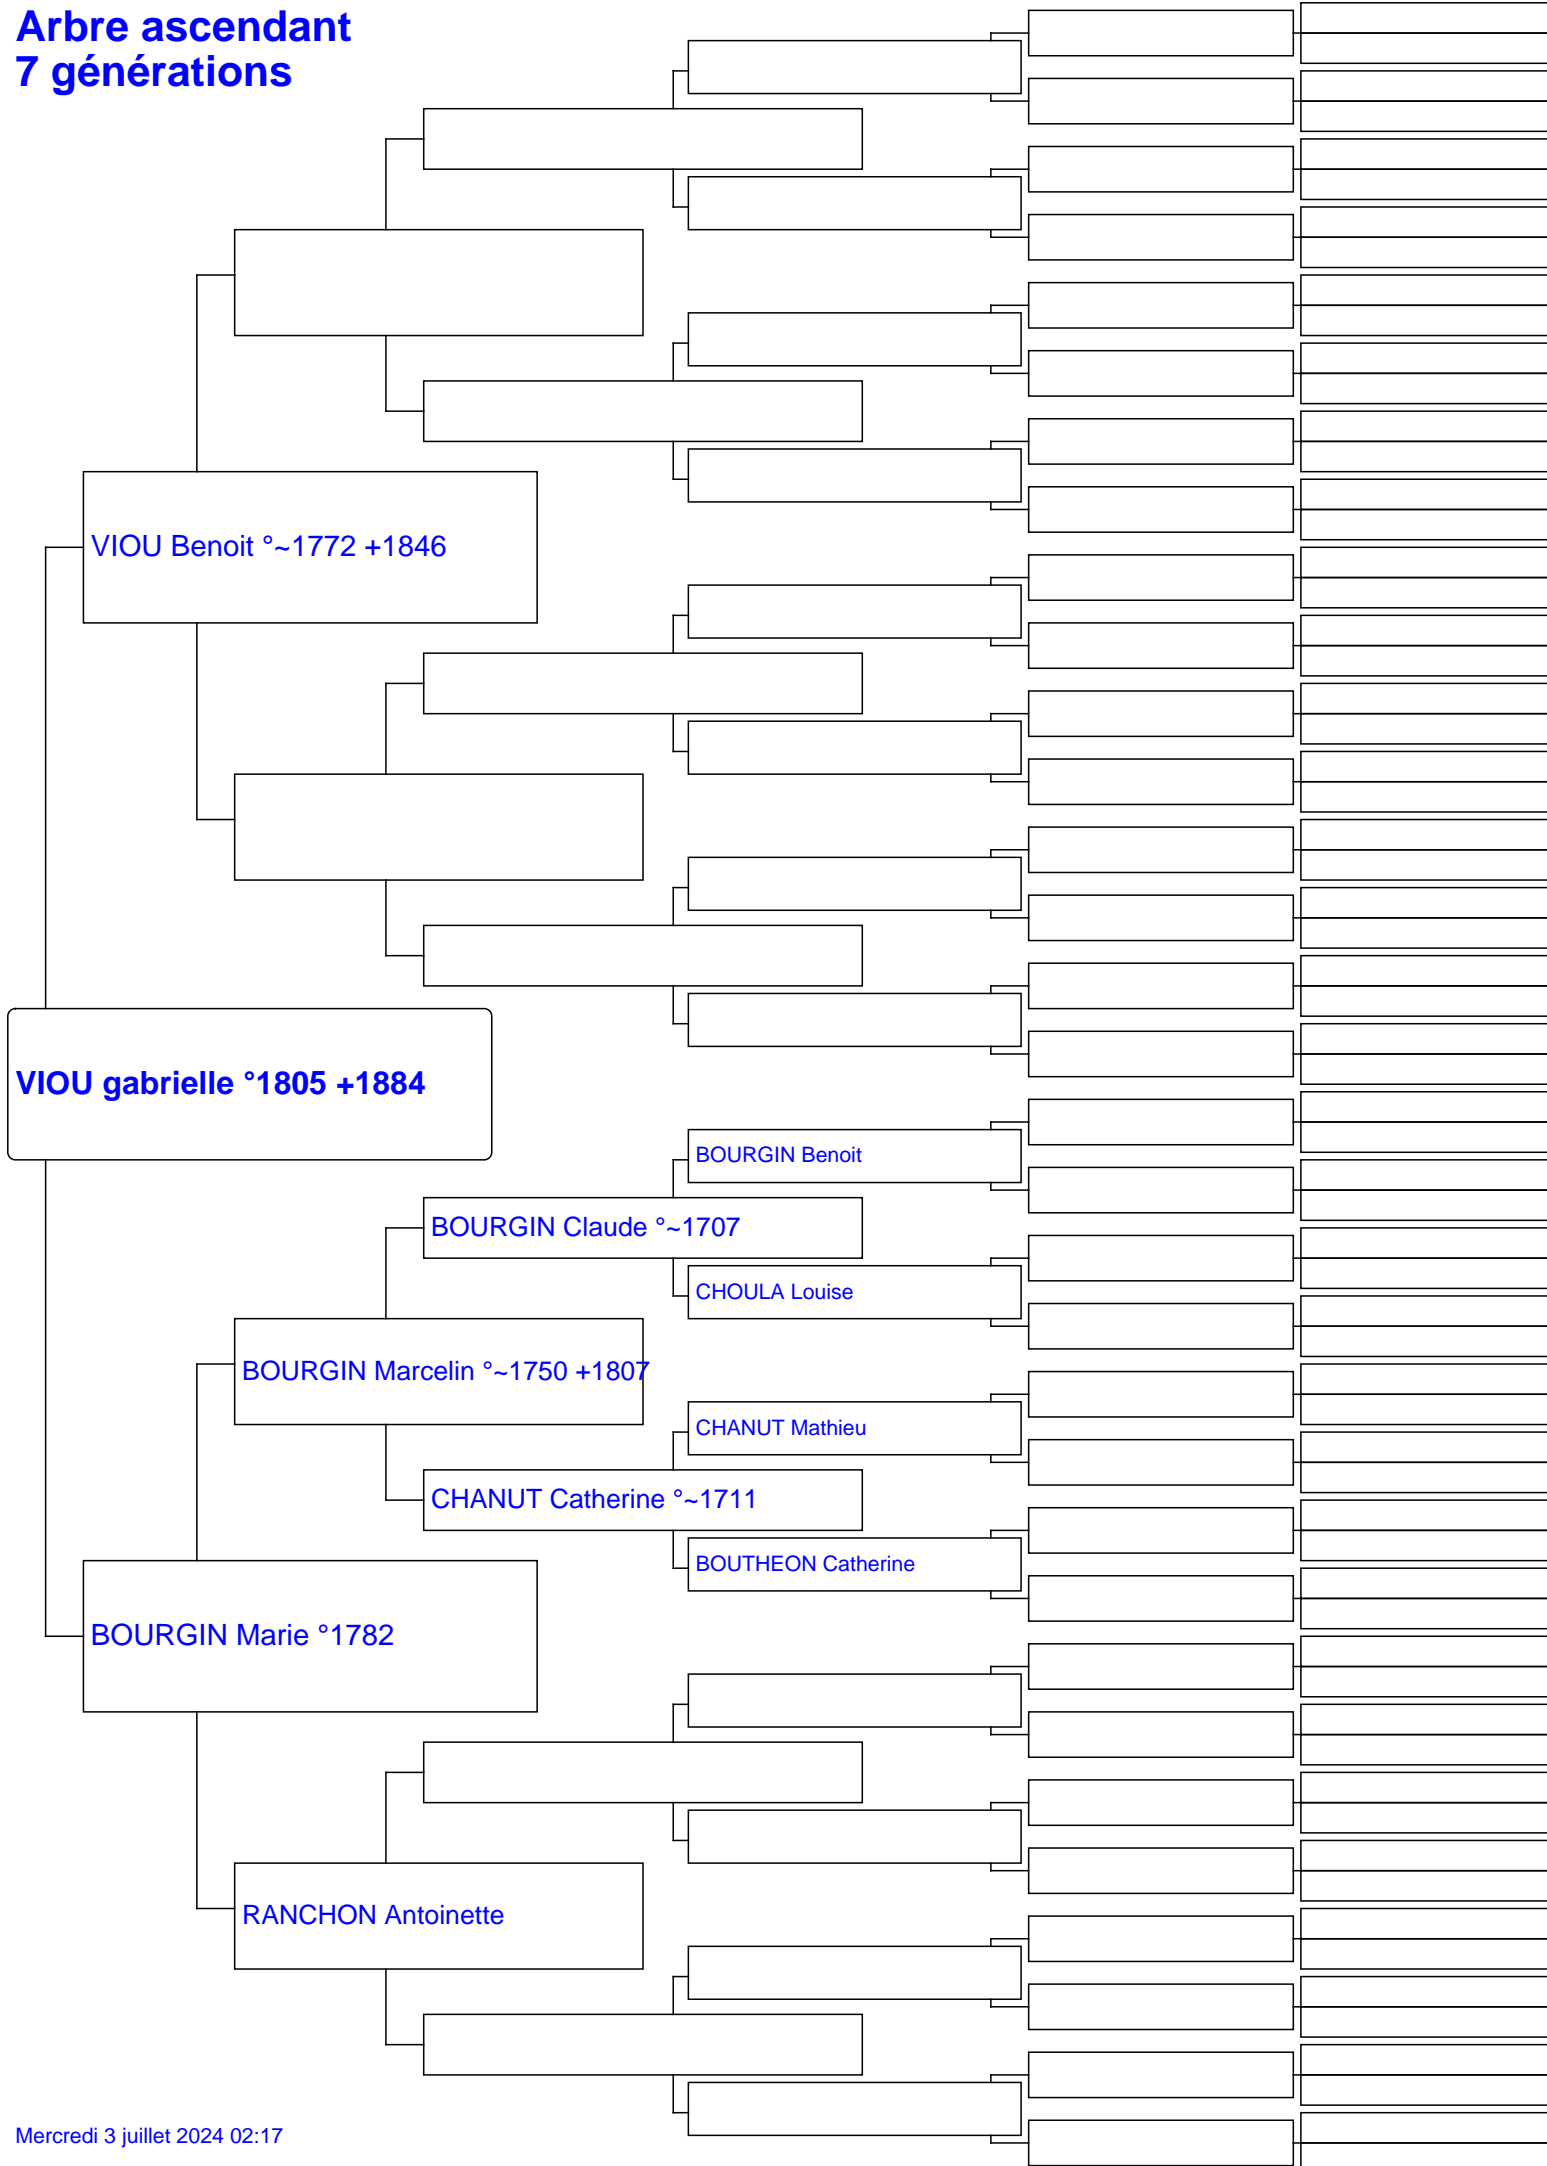 Arbre ascendant
7 générations
VIOU Benoit °~1772 +1846
VIOU gabrielle °1805 +1884
BOURGIN Benoit
BOURGIN Claude °~1707
CHOULA Louise
BOURGIN Marcelin °~1750 +1807
CHANUT Mathieu
CHANUT Catherine °~1711
BOUTHEON Catherine
BOURGIN Marie °1782
RANCHON Antoinette
Mercredi 3 juillet 2024 02:17